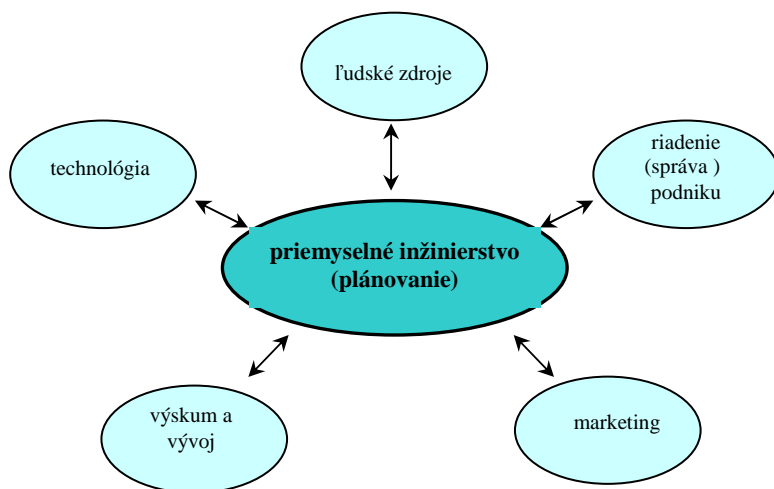 ľudské zdroje
technológia
riadenie
(správa )
podniku
priemyselné inžinierstvo
(plánovanie)
výskum a
vývoj
marketing